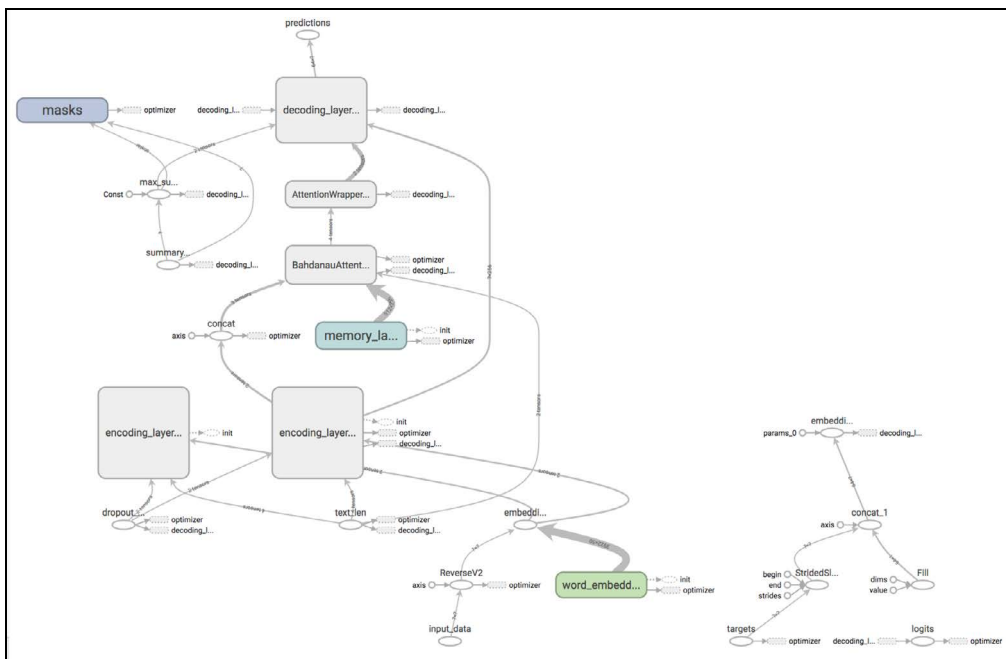 predictions
masks
optimizer
decoding_l...
decoding_layer...
decoding_l...
max_su...
Const
decoding_l...
AttentionWrapper...
decoding_l...
summary...
decoding_l...
BahdanauAttent...
optimizer
decoding_l...
concat
axis
optimizer
memory_la...
init
optimizer
encoding_layer...
init
encoding_layer...
init
optimizer
decoding_l...
dropout_...
optimizer
decoding_l...
text_len
optimizer
decoding_l...
embeddi...
ReverseV2
axis
optimizer
word_embedd...
init
optimizer
input_data
embeddi...
params_0
decoding_l...
concat_1
axis
begin
end
strides
StridedSl...
dims
value
Fill
targets
optimizer
decoding_l...
logits
optimizer